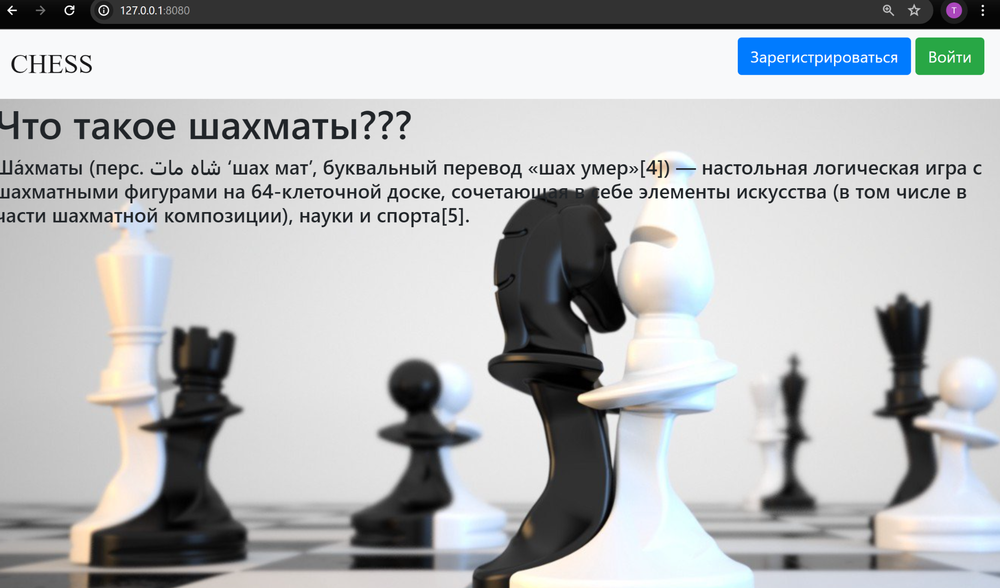 127.0.0.1:8080
T
CHESS
Зарегистрироваться
Войти
Что такое шахматы???
Ша́хматы (перс. شاه مات ‘шах мат’, буквальный перевод «шах умер»[4]) — настольная логическая игра с
шахматными фигурами на 64-клеточной доске, сочетающая в себе элементы искусства (в том числе в
части шахматной композиции), науки и спорта[5].